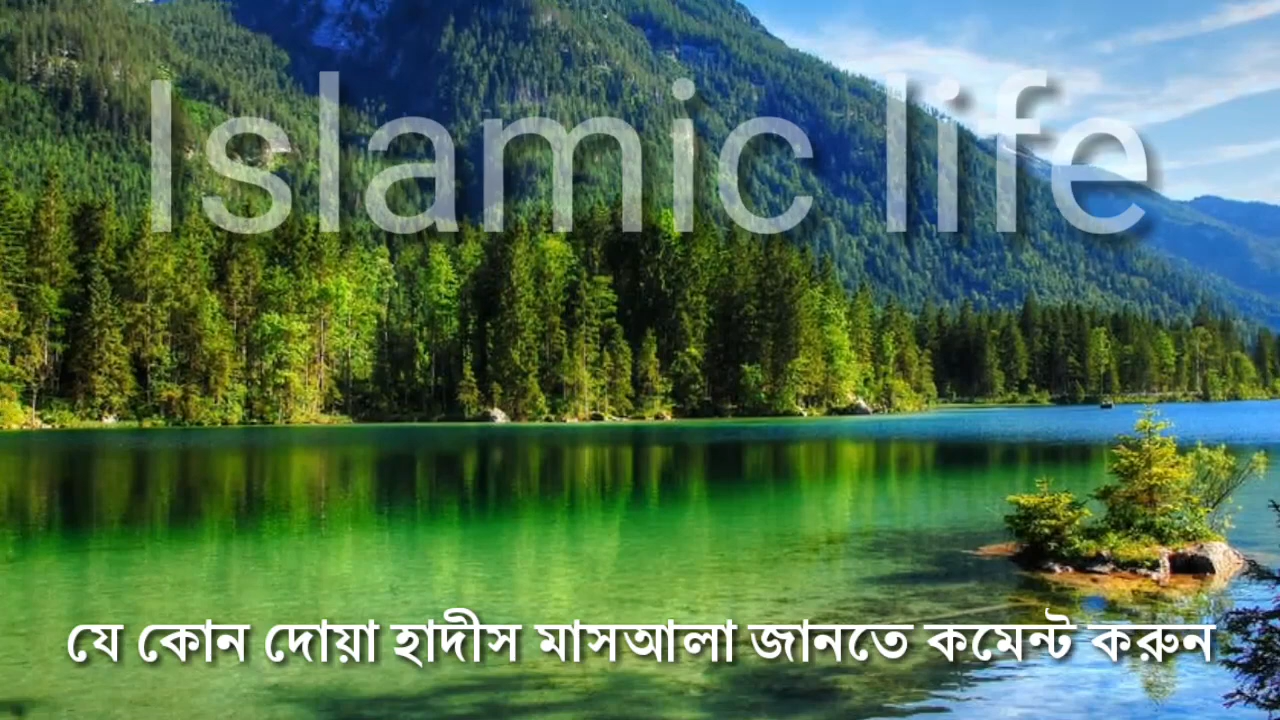 Islamic life
যে কোন দোয়া হাদীস মাসআলা জানতে কমেন্ট করুন